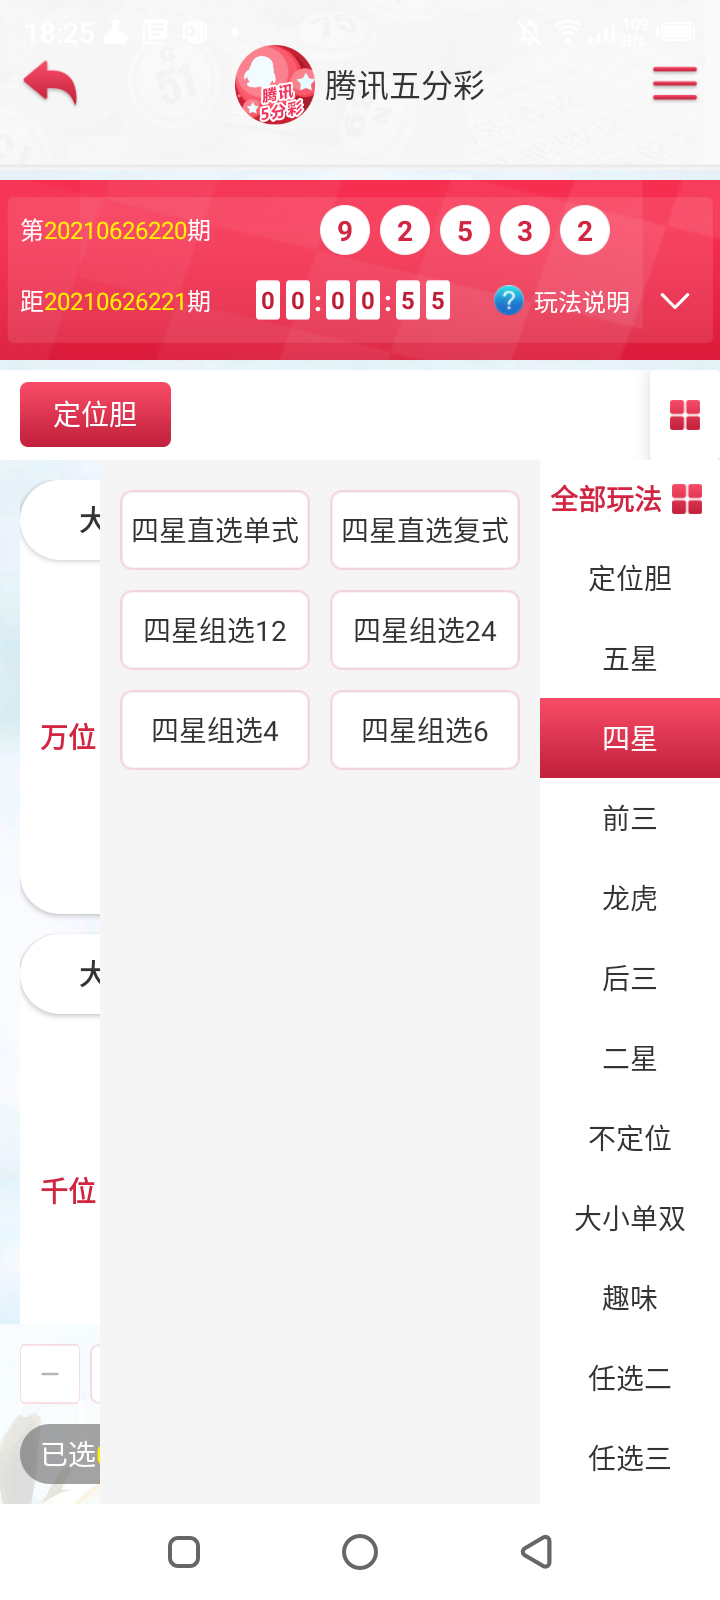 18:25
109
B/s
腾讯
5分彩
腾讯五分彩
第20210626220期
9 2 5 3 2
距20210626221期
00:00:55
? 玩法说明
定位胆
全部玩法
大
四星直选单式
四星直选复式
定位胆
四星组选12
四星组选24
五星
万位
四星组选4
四星组选6
四星
前三
龙虎
大
后三
二星
不定位
千位
大小单双
趣味
任选二
已选
任选三